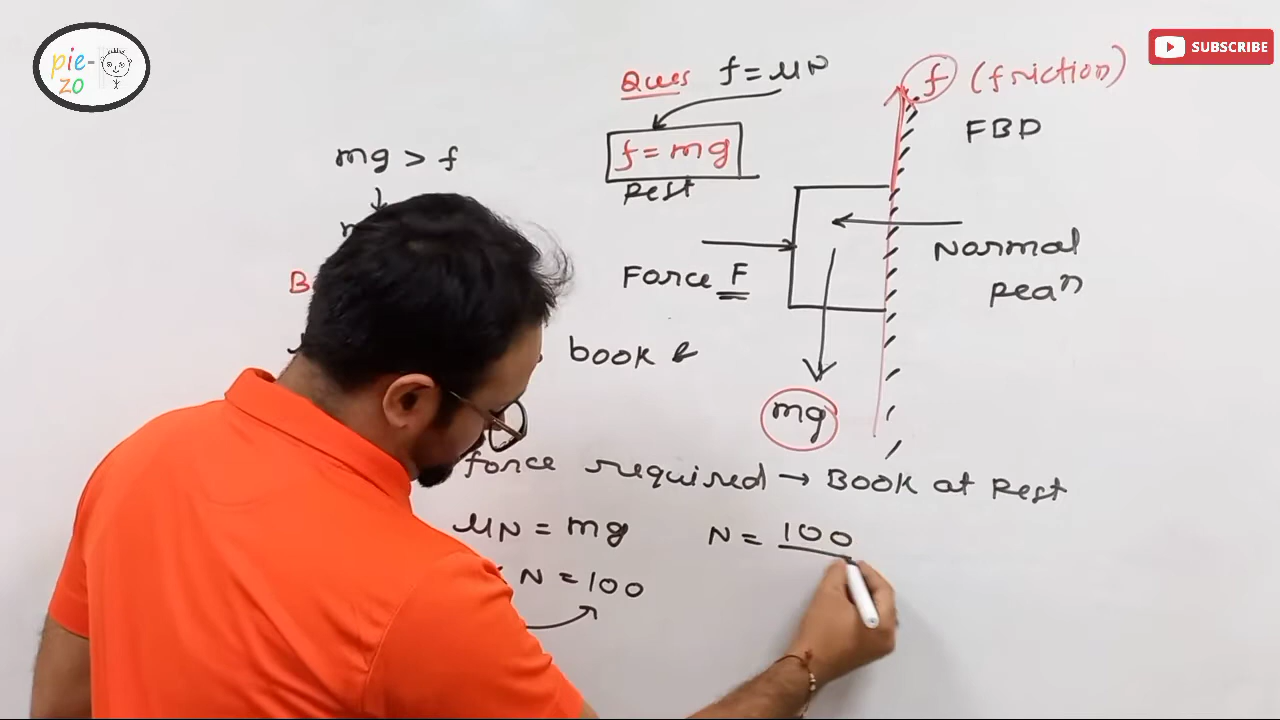 pie-
zo
SUBSCRIBE
Ques f = μN
f (friction)
FBD
mg > f
f = mg
Rest
Normal
Force F
Reaⁿ
book &
mg
force required → Book at Rest
μN = mg
N = 100
N = 100